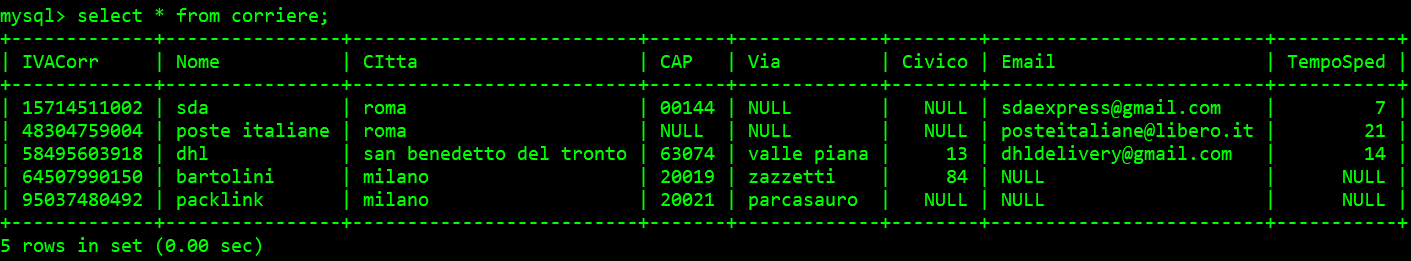 mysql> select * from corriere;
+-------------+----------------+-------------------------+-------+-------------+--------+--------------------------+-----------+
| IVACorr | Nome | CItta | CAP | Via | Civico | Email | TempoSped |
+-------------+----------------+-------------------------+-------+-------------+--------+--------------------------+-----------+
| 15714511002 | sda | roma | 00144 | NULL | NULL | sdaexpress@gmail.com | 7 |
| 48304759004 | poste italiane | roma | NULL | NULL | NULL | posteitaliane@libero.it | 21 |
| 58495603918 | dhl | san benedetto del tronto | 63074 | valle piana | 13 | dhldelivery@gmail.com | 14 |
| 64507990150 | bartolini | milano | 20019 | zazzetti | 84 | NULL | NULL |
| 95037480492 | packlink | milano | 20021 | parcasauro | NULL | NULL | NULL |
+-------------+----------------+-------------------------+-------+-------------+--------+--------------------------+-----------+
5 rows in set (0.00 sec)